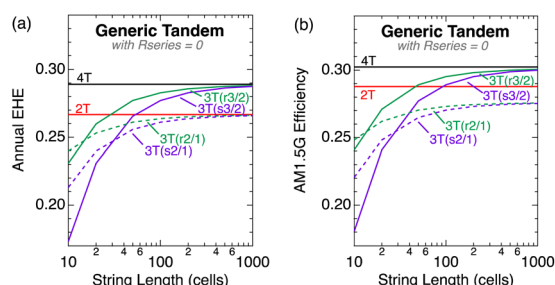 (a)
Generic Tandem
with Rseries = 0
4T
0.30
3T(r3/2)
3T(s3/2)
2T
0.25
3T(r2/1)
3T(s2/1)
0.20
Annual EHE
10 2 4 6 100 2 4 6 1000
String Length (cells)
(b)
Generic Tandem
with Rseries = 0
4T
0.30
3T(r3/2)
3T(s3/2)
2T
0.25
3T(r2/1)
3T(s2/1)
0.20
AM1.5G Efficiency
10 2 4 6 100 2 4 6 1000
String Length (cells)